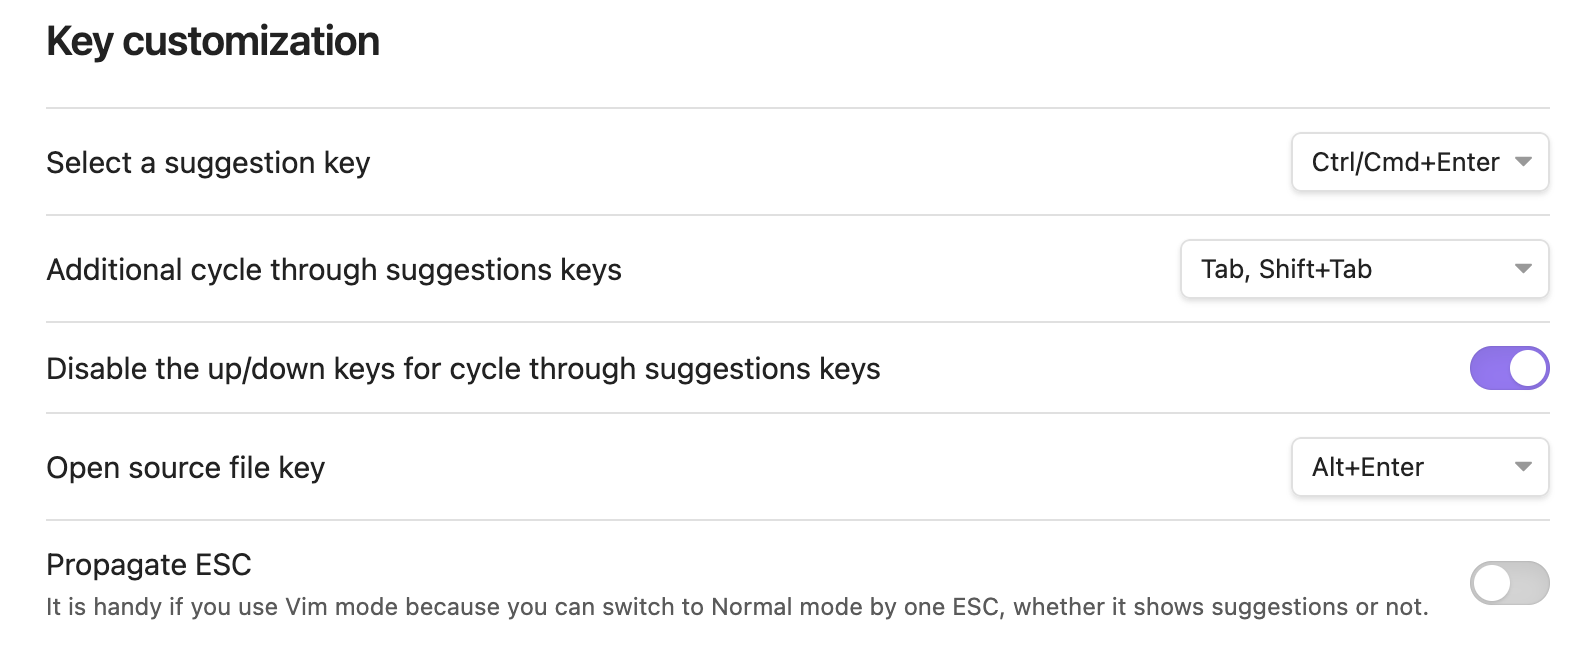 Key customization
Select a suggestion key
Ctrl/Cmd+Enter
Additional cycle through suggestions keys
Tab, Shift+Tab
Disable the up/down keys for cycle through suggestions keys
Open source file key
Alt+Enter
Propagate ESC
It is handy if you use Vim mode because you can switch to Normal mode by one ESC, whether it shows suggestions or not.